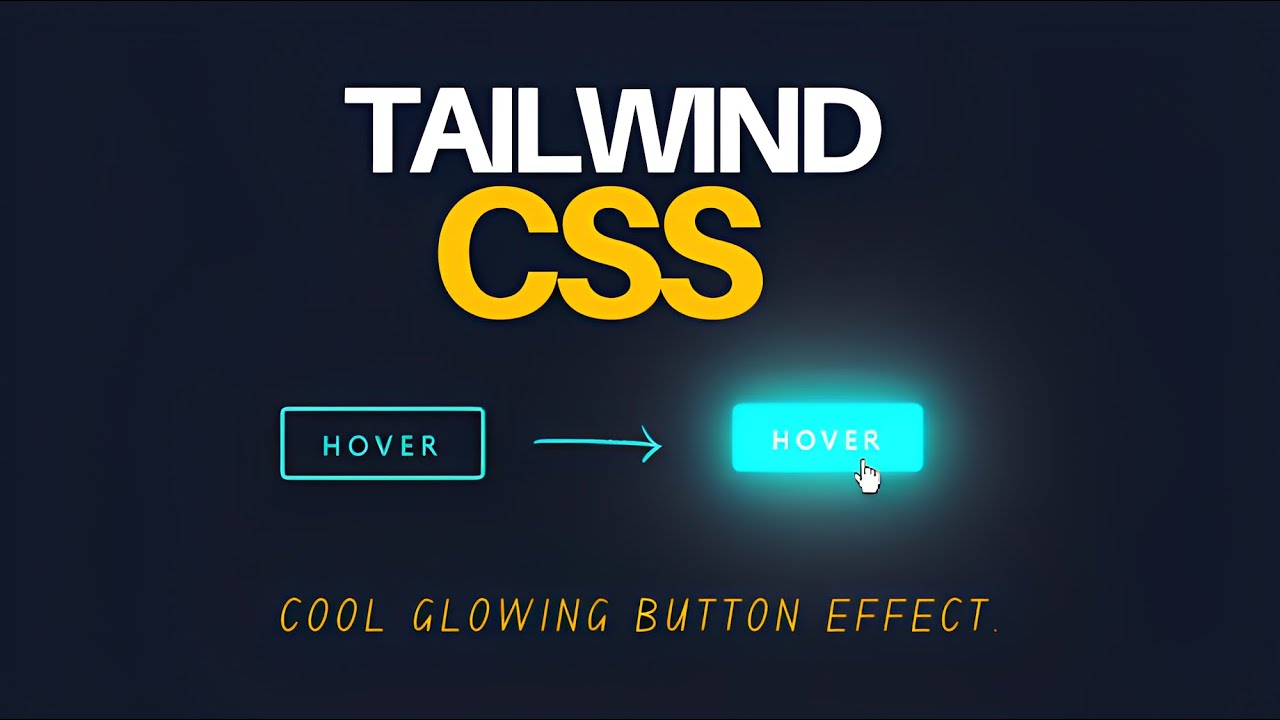 TAILWIND
CSS
HOVER
HOVER
COOL GLOWING BUTTON EFFECT.